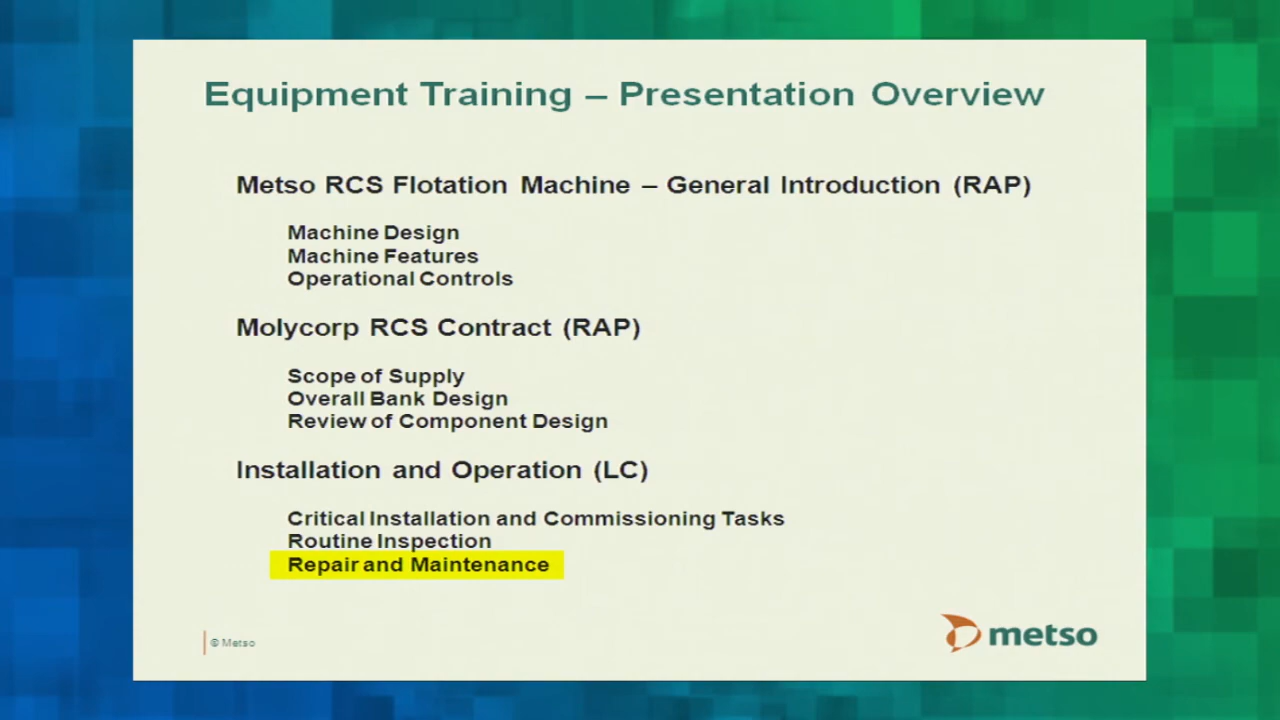 Equipment Training – Presentation Overview
Metso RCS Flotation Machine – General Introduction (RAP)
Machine Design
Machine Features
Operational Controls
Molycorp RCS Contract (RAP)
Scope of Supply
Overall Bank Design
Review of Component Design
Installation and Operation (LC)
Critical Installation and Commissioning Tasks
Routine Inspection
Repair and Maintenance
© Metso
metso